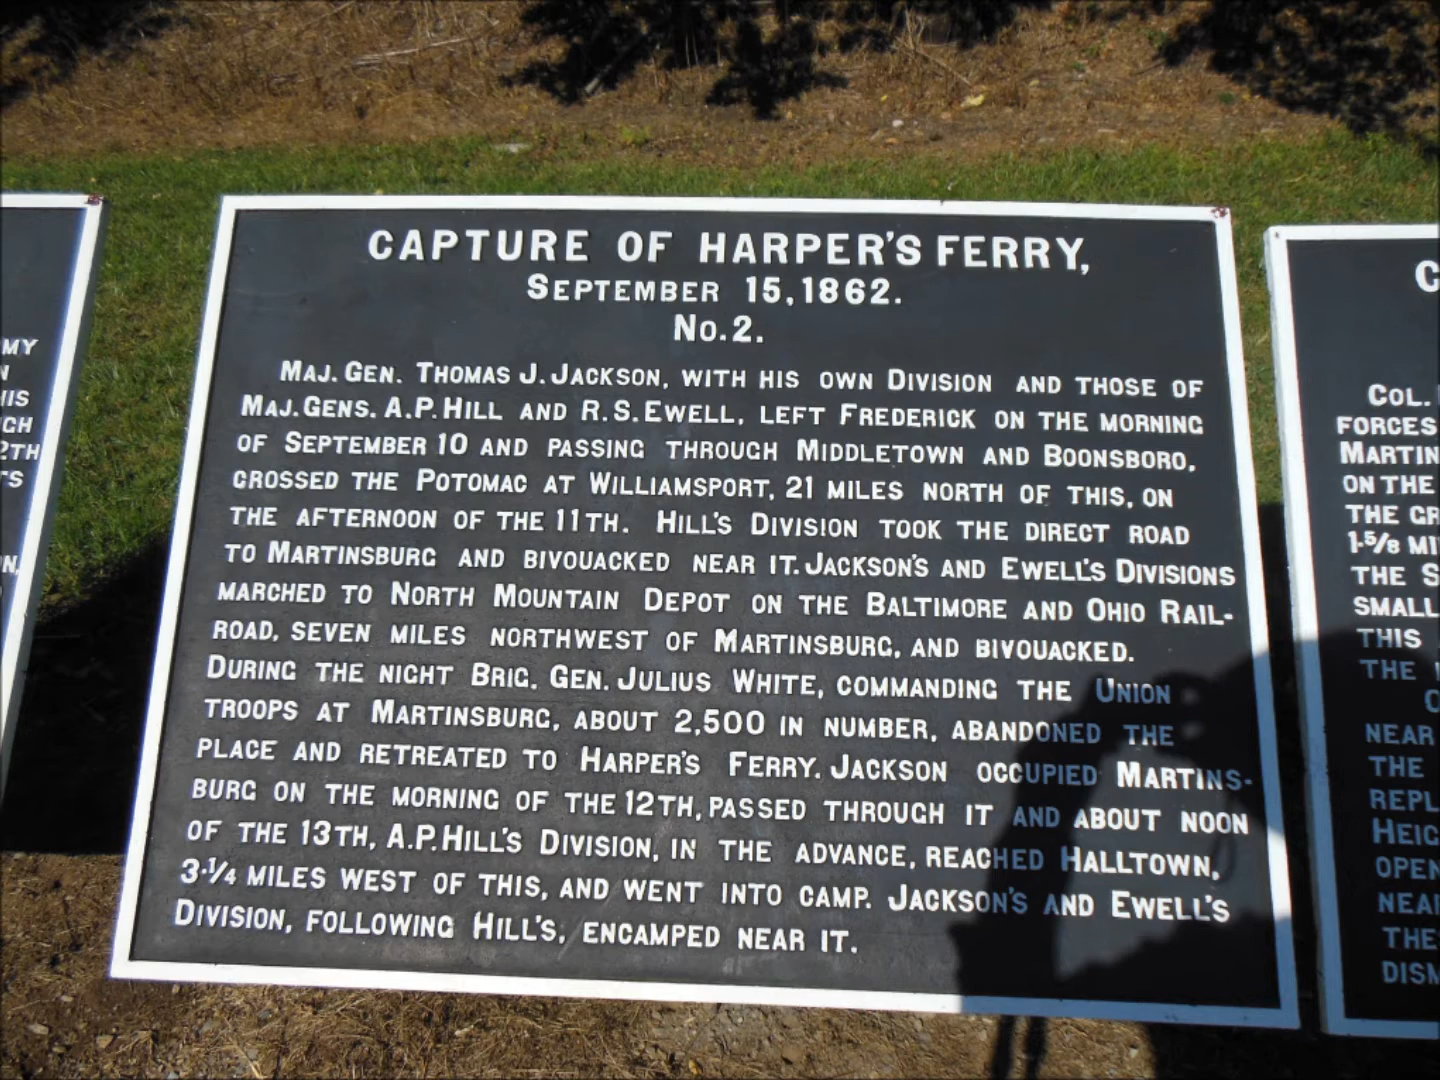 CAPTURE OF HARPER'S FERRY,
SEPTEMBER 15, 1862.
NO. 2.
MAJ. GEN. THOMAS J. JACKSON, WITH HIS OWN DIVISION AND THOSE OF
MAJ. GENS. A.P. HILL AND R.S. EWELL, LEFT FREDERICK ON THE MORNING
OF SEPTEMBER 10 AND PASSING THROUGH MIDDLETOWN AND BOONSBORO,
CROSSED THE POTOMAC AT WILLIAMSPORT, 21 MILES NORTH OF THIS, ON
THE AFTERNOON OF THE 11TH. HILL'S DIVISION TOOK THE DIRECT ROAD
TO MARTINSBURG AND BIVOUACKED NEAR IT. JACKSON'S AND EWELL'S DIVISIONS
MARCHED TO NORTH MOUNTAIN DEPOT ON THE BALTIMORE AND OHIO RAIL-
ROAD, SEVEN MILES NORTHWEST OF MARTINSBURG, AND BIVOUACKED.
DURING THE NIGHT BRIG. GEN. JULIUS WHITE, COMMANDING THE UNION
TROOPS AT MARTINSBURG, ABOUT 2,500 IN NUMBER, ABANDONED THE
PLACE AND RETREATED TO HARPER'S FERRY. JACKSON OCCUPIED MARTINS-
BURG ON THE MORNING OF THE 12TH, PASSED THROUGH IT AND ABOUT NOON
OF THE 13TH, A.P. HILL'S DIVISION, IN THE ADVANCE, REACHED HALLTOWN,
3-1/4 MILES WEST OF THIS, AND WENT INTO CAMP. JACKSON'S AND EWELL'S
DIVISION, FOLLOWING HILL'S, ENCAMPED NEAR IT.
COL.
FORCES
MARTIN
ON THE
THE GR
1-5/8 MI
THE S
SMALL
THIS
THE
O
NEAR
THE
REPL
HEIG
OPEN
NEA
THE
DISM